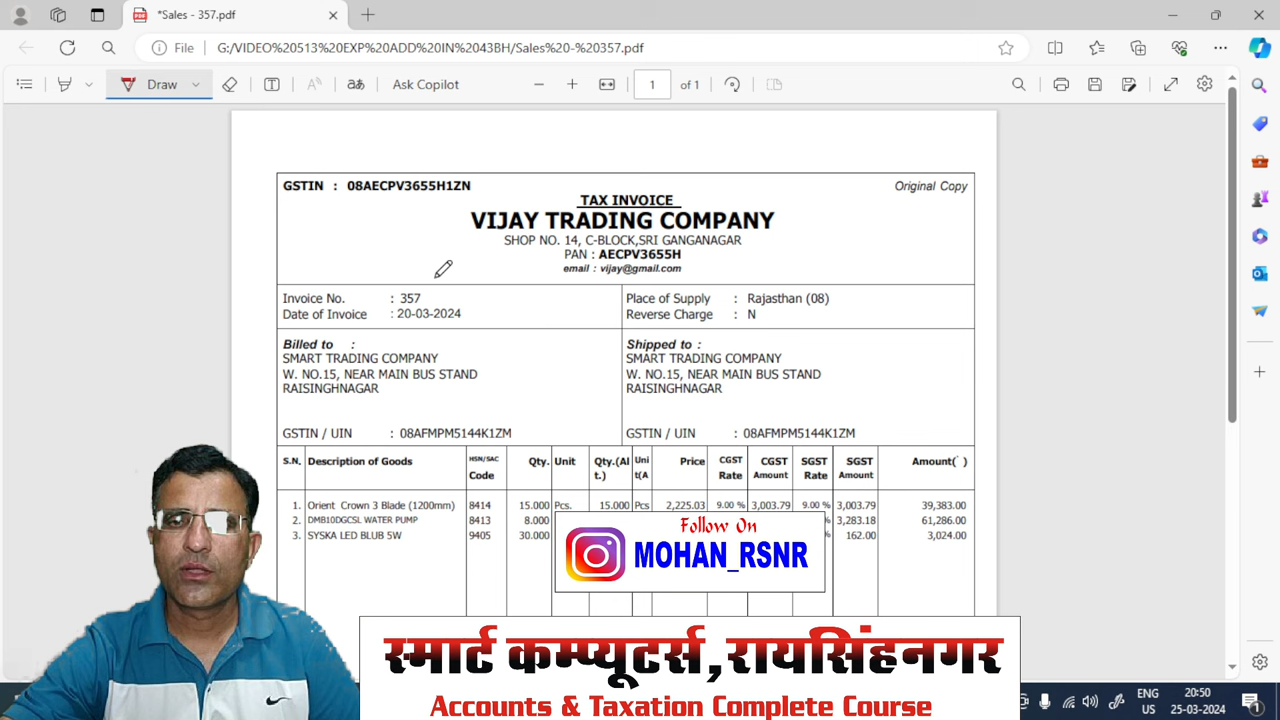 *Sales - 357.pdf
File G:/VIDEO%20513%20EXP%20ADD%20IN%2043BH/Sales%20-%20357.pdf
Draw aあ Ask Copilot 1 of 1
GSTIN : 08AECPV3655H1ZN Original Copy
TAX INVOICE
VIJAY TRADING COMPANY
SHOP NO. 14, C-BLOCK,SRI GANGANAGAR
PAN : AECPV3655H
email : vijay@gmail.com
Invoice No. : 357
Date of Invoice : 20-03-2024
Place of Supply : Rajasthan (08)
Reverse Charge : N
Billed to :
SMART TRADING COMPANY
W. NO.15, NEAR MAIN BUS STAND
RAISINGHNAGAR
GSTIN / UIN : 08AFMPM5144K1ZM
Shipped to :
SMART TRADING COMPANY
W. NO.15, NEAR MAIN BUS STAND
RAISINGHNAGAR
GSTIN / UIN : 08AFMPM5144K1ZM
S.N. Description of Goods HSN/SAC Code Qty. Unit Qty.(Alt.) Unit(A Price CGST Rate CGST Amount SGST Rate SGST Amount Amount(`)
1. Orient Crown 3 Blade (1200mm) 8414 15.000 Pcs. 15.000 Pcs 2,225.03 9.00 % 3,003.79 9.00 % 3,003.79 39,383.00
2. DMB10DGCSL WATER PUMP 8413 8.000 % 3,283.18 61,286.00
3. SYSKA LED BLUB 5W 9405 30.000 % 162.00 3,024.00
Follow On
MOHAN_RSNR
स्मार्ट कम्प्यूटर्स,रायसिंहनगर
Accounts & Taxation Complete Course
ENG
US
20:50
25-03-2024
1